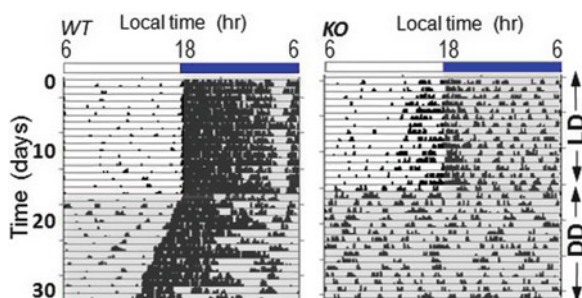 WT Local time (hr)
6 18 6
KO Local time (hr)
6 18 6
Time (days)
0
10
20
30
LD
DD